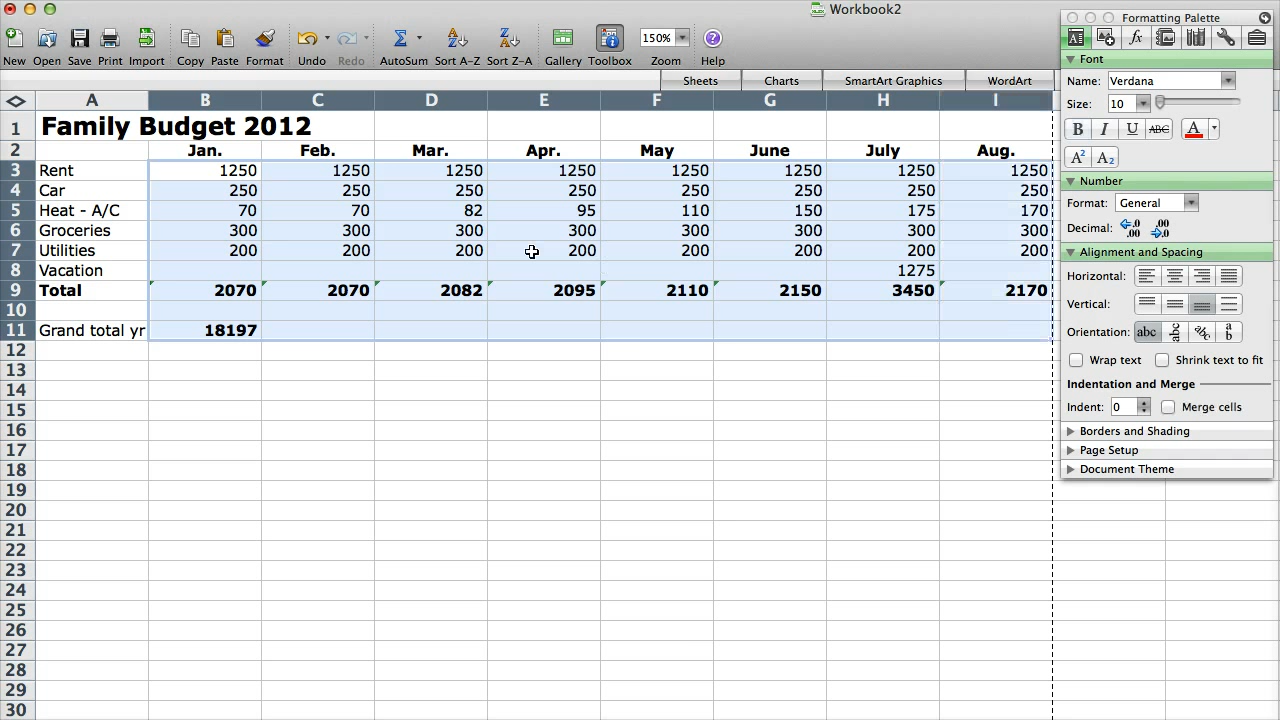 Workbook2
New Open Save Print Import Copy Paste Format Undo Redo AutoSum Sort A-Z Sort Z-A Gallery Toolbox 150% Zoom Help
Sheets Charts SmartArt Graphics WordArt
A B C D E F G H I
1 Family Budget 2012
2 Jan. Feb. Mar. Apr. May June July Aug.
3 Rent 1250 1250 1250 1250 1250 1250 1250 1250
4 Car 250 250 250 250 250 250 250 250
5 Heat - A/C 70 70 82 95 110 150 175 170
6 Groceries 300 300 300 300 300 300 300 300
7 Utilities 200 200 200 200 200 200 200 200
8 Vacation 1275
9 Total 2070 2070 2082 2095 2110 2150 3450 2170
10
11 Grand total yr 18197
12
13
14
15
16
17
18
19
20
21
22
23
24
25
26
27
28
29
30
Formatting Palette
Font
Name: Verdana
Size: 10
B I U ABC A
A2 A2
Number
Format: General
Decimal: .0 .00 .00 .0
Alignment and Spacing
Horizontal:
Vertical:
Orientation: abc abc abc a b
Wrap text Shrink text to fit
Indentation and Merge
Indent: 0 Merge cells
Borders and Shading
Page Setup
Document Theme